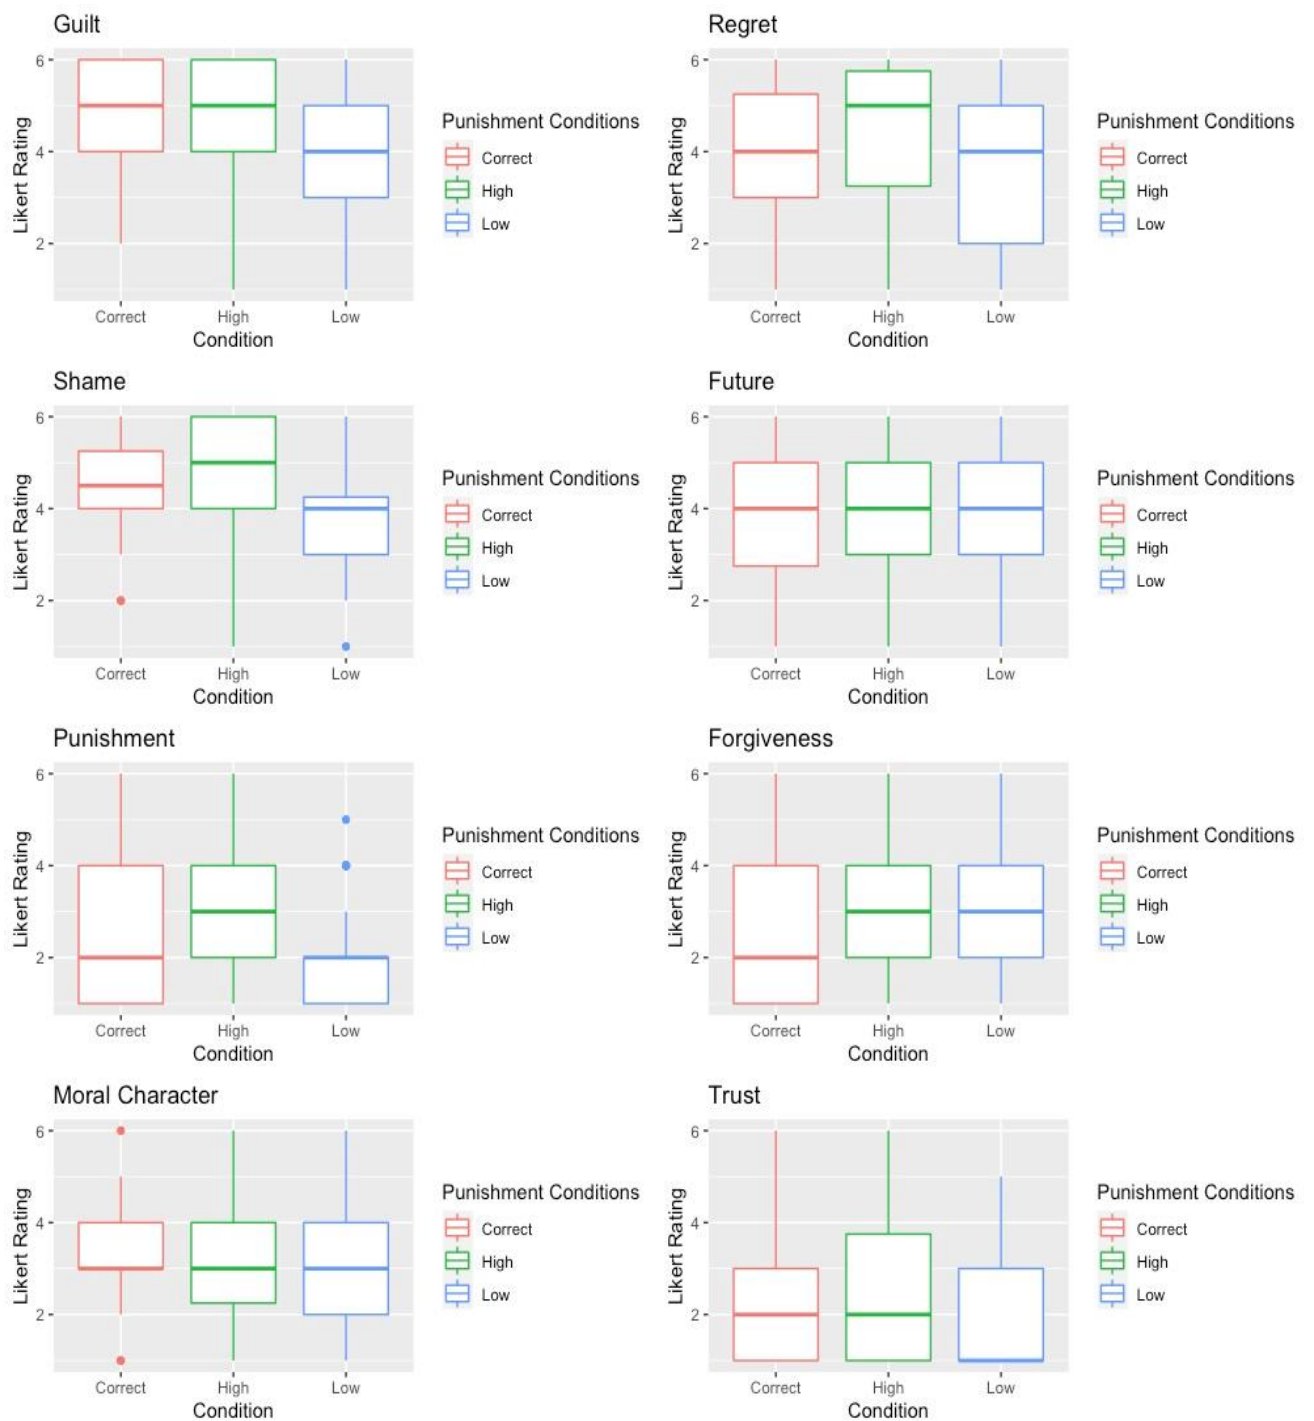 Guilt
6
4
2
Likert Rating
Correct
High
Low
Condition
Punishment Conditions
Correct
High
Low
Regret
6
4
2
Likert Rating
Correct
High
Low
Condition
Punishment Conditions
Correct
High
Low
Shame
6
4
2
Likert Rating
Correct
High
Low
Condition
Punishment Conditions
Correct
High
Low
Future
6
4
2
Likert Rating
Correct
High
Low
Condition
Punishment Conditions
Correct
High
Low
Punishment
6
4
2
Likert Rating
Correct
High
Low
Condition
Punishment Conditions
Correct
High
Low
Forgiveness
6
4
2
Likert Rating
Correct
High
Low
Condition
Punishment Conditions
Correct
High
Low
Moral Character
6
4
2
Likert Rating
Correct
High
Low
Condition
Punishment Conditions
Correct
High
Low
Trust
6
4
2
Likert Rating
Correct
High
Low
Condition
Punishment Conditions
Correct
High
Low